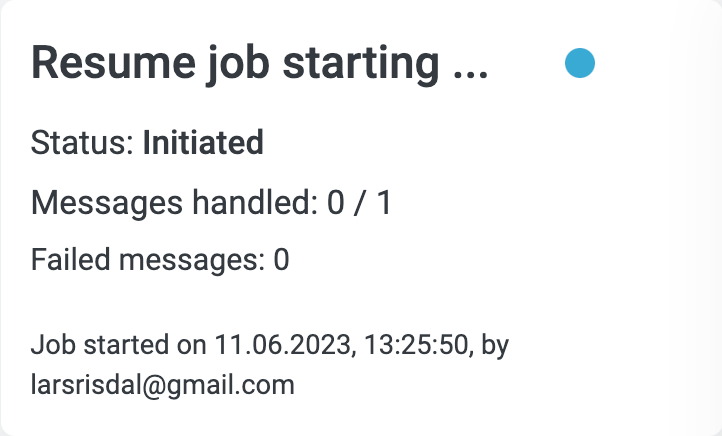 Resume job starting ...
Status: Initiated
Messages handled: 0 / 1
Failed messages: 0
Job started on 11.06.2023, 13:25:50, by
larsrisdal@gmail.com